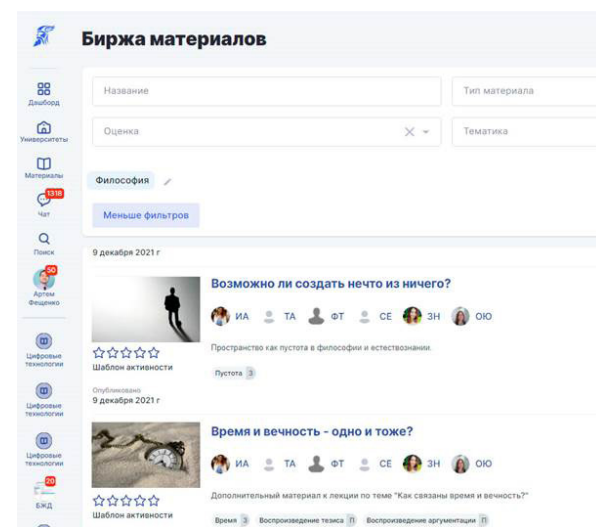 Биржа материалов
Дашборд
Университеты
Материалы
1318
Чат
Поиск
50
Артем
Фещенко
Цифровые
технологии
Цифровые
технологии
Цифровые
технологии
20
БЖД
Название
Тип материала
Оценка
Тематика
Философия
Меньше фильтров
9 декабря 2021 г
Возможно ли создать нечто из ничего?
ИА ТА ФТ СЕ ЗН ОЮ
Пространство как пустота в философии и естествознании.
Пустота З
Шаблон активности
Опубликовано
9 декабря 2021 г
Время и вечность - одно и тоже?
ИА ТА ФТ СЕ ЗН ОЮ
Дополнительный материал к лекции по теме "Как связаны время и вечность?"
Время З Воспроизведение тезиса П Воспроизведение аргументации П
Шаблон активности